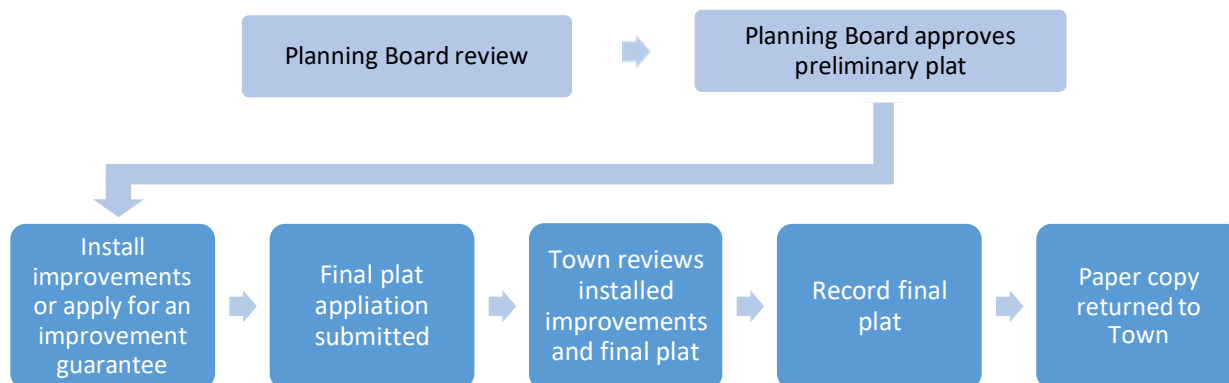 Planning Board review
Planning Board approves
preliminary plat
Install
improvements
or apply for an
improvement
guarantee
Final plat
appliation
submitted
Town reviews
installed
improvements
and final plat
Record final
plat
Paper copy
returned to
Town